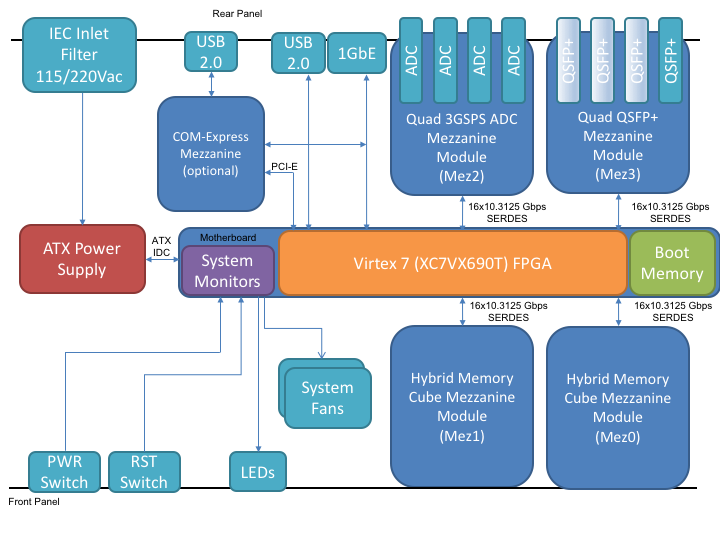 Rear Panel
IEC Inlet
Filter
115/220Vac
USB
2.0
USB
2.0
1GbE
ADC
ADC
ADC
ADC
QSFP+
QSFP+
QSFP+
QSFP+
COM-Express
Mezzanine
(optional)
PCI-E
Quad 3GSPS ADC
Mezzanine
Module
(Mez2)
Quad QSFP+
Mezzanine
Module
(Mez3)
16x10.3125 Gbps
SERDES
16x10.3125 Gbps
SERDES
ATX Power
Supply
ATX
IDC
Motherboard
System
Monitors
Virtex 7 (XC7VX690T) FPGA
Boot
Memory
16x10.3125 Gbps
SERDES
16x10.3125 Gbps
SERDES
System
Fans
Hybrid Memory
Cube Mezzanine
Module
(Mez1)
Hybrid Memory
Cube Mezzanine
Module
(Mez0)
PWR
Switch
RST
Switch
LEDs
Front Panel